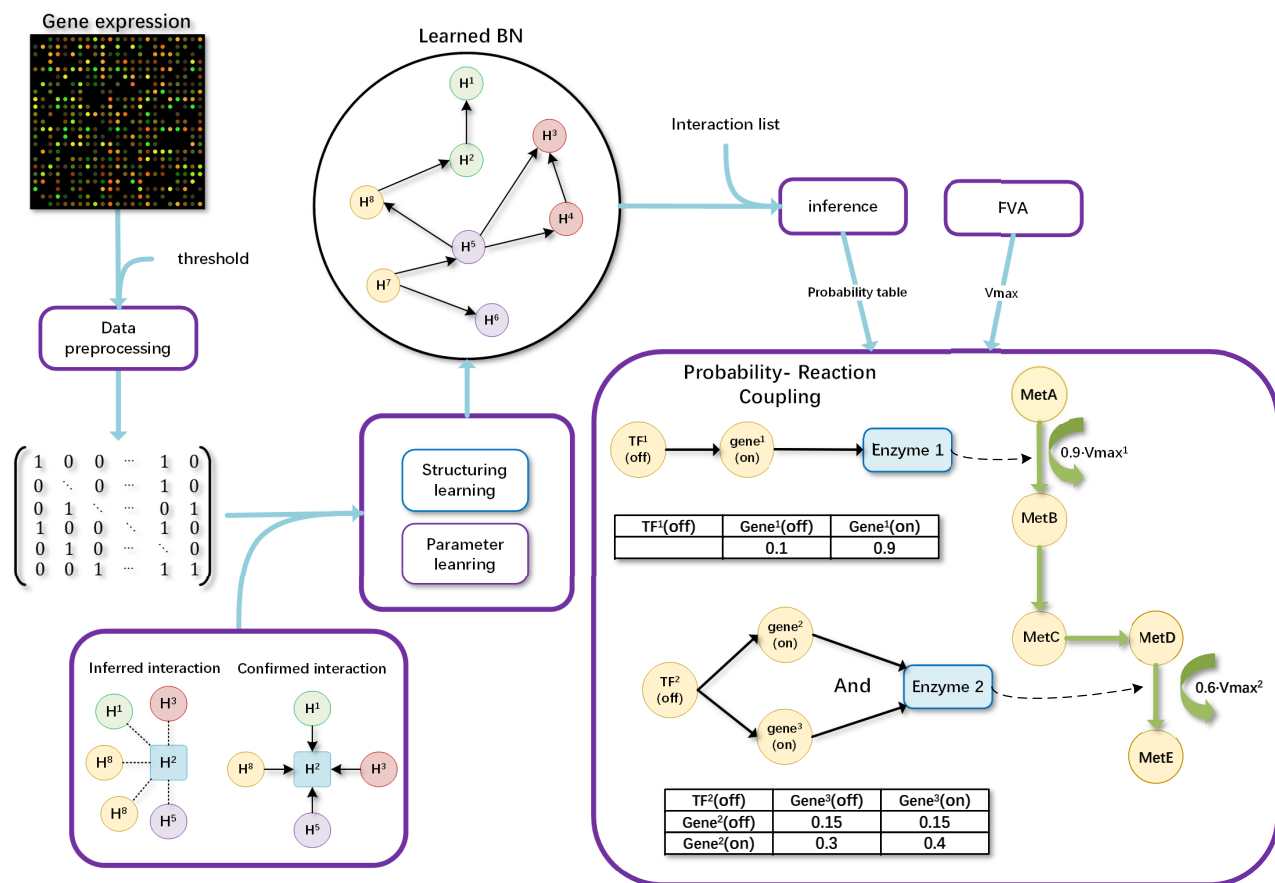 Gene expression
threshold
Data
preprocessing
1 0 0 ··· 1 0
0 ⋱ 0 ··· 1 0
0 1 ⋱ ··· 0 1
1 0 0 ⋱ 1 0
0 1 0 ··· ⋱ 0
0 0 1 ··· 1 1
Inferred interaction
H¹
H³
H⁸
H²
H⁸
H⁵
Confirmed interaction
H¹
H⁸
H²
H³
H⁵
Structuring
learning
Parameter
leanring
Learned BN
H¹
H³
H²
H⁸
H⁴
H⁵
H⁷
H⁶
Interaction list
inference
FVA
Probability table
Vmax
Probability- Reaction
Coupling
TF¹
(off)
gene¹
(on)
Enzyme 1
MetA
0.9·Vmax¹
MetB
TF¹(off) Gene¹(off) Gene¹(on)
0.1 0.9
MetC
MetD
gene²
(on)
TF²
(off)
And
Enzyme 2
0.6·Vmax²
gene³
(on)
MetE
TF²(off) Gene³(off) Gene³(on)
Gene²(off) 0.15 0.15
Gene²(on) 0.3 0.4